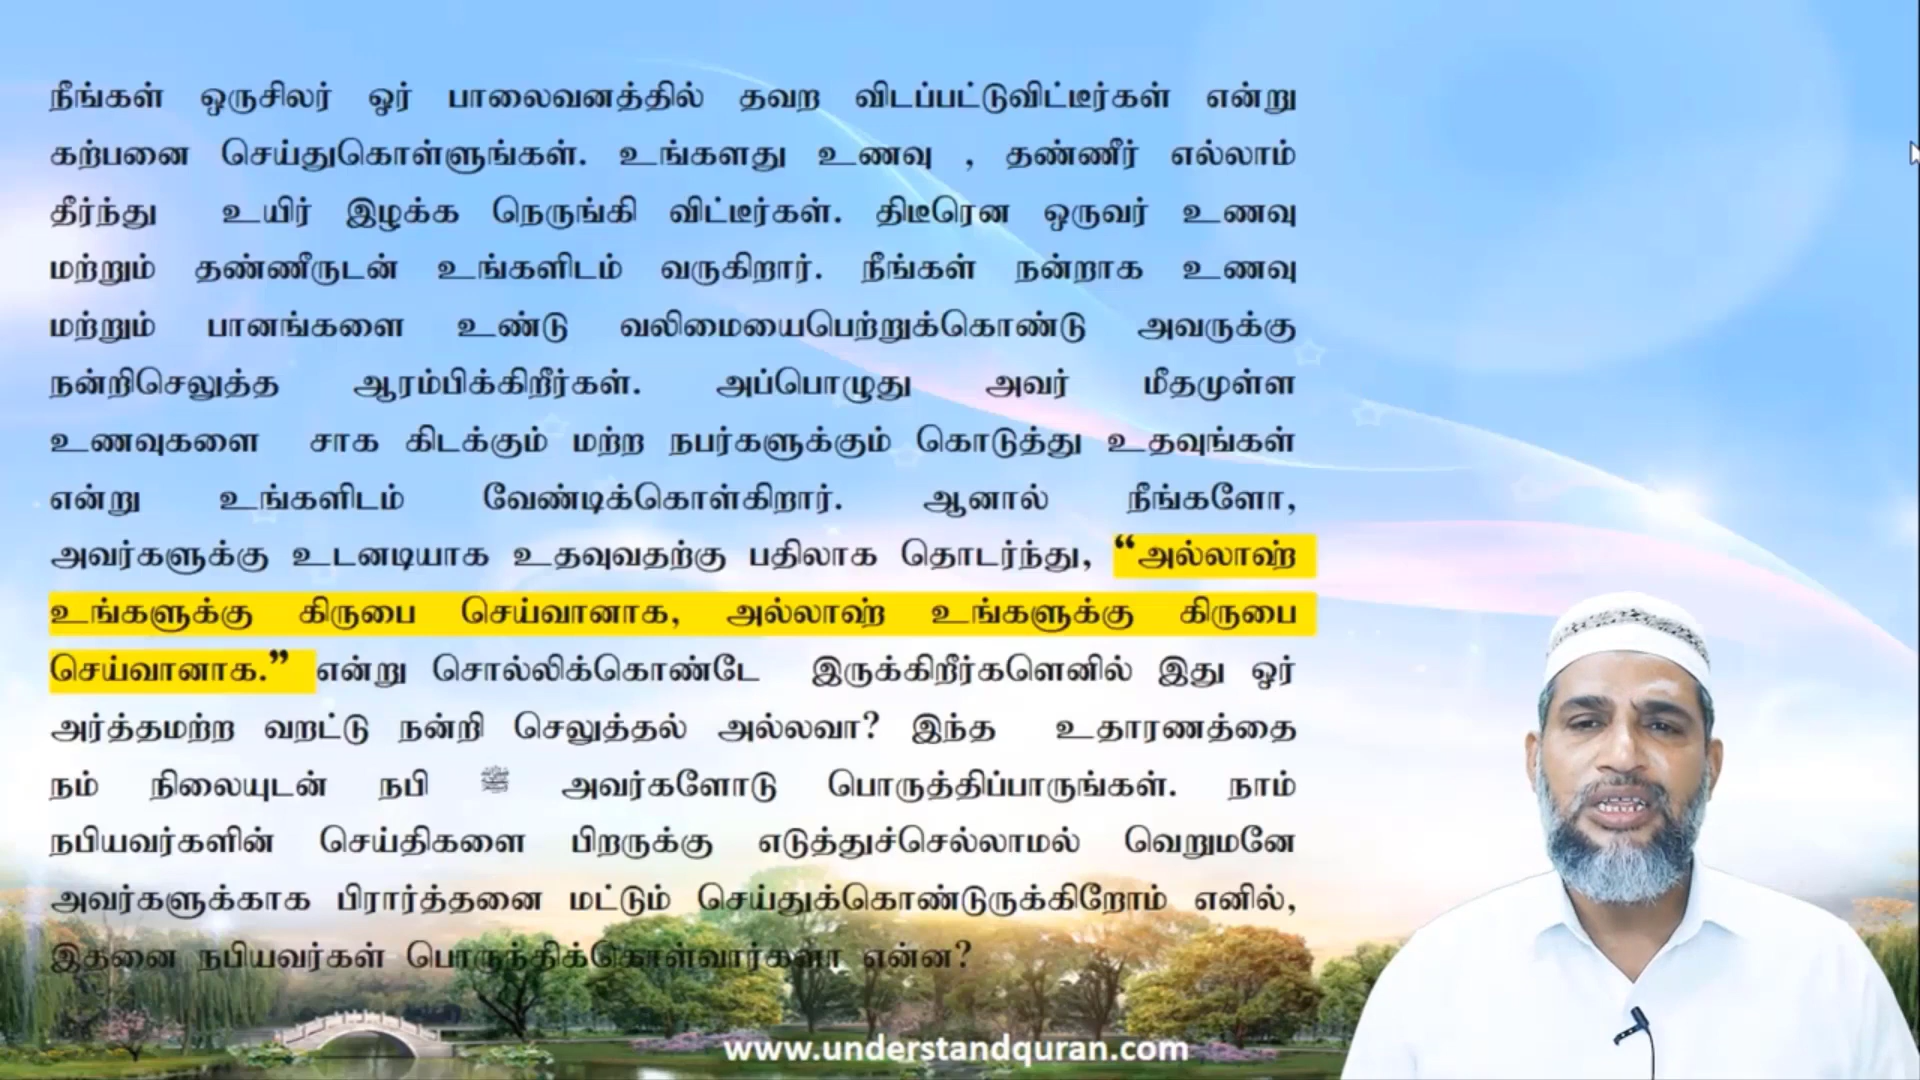 நீங்கள் ஒருசிலர் ஓர் பாலைவனத்தில் தவற விடப்பட்டுவிட்டீர்கள் என்று
கற்பனை செய்துகொள்ளுங்கள். உங்களது உணவு , தண்ணீர் எல்லாம்
தீர்ந்து உயிர் இழக்க நெருங்கி விட்டீர்கள். திடீரென ஒருவர் உணவு
மற்றும் தண்ணீருடன் உங்களிடம் வருகிறார். நீங்கள் நன்றாக உணவு
மற்றும் பானங்களை உண்டு வலிமையைபெற்றுக்கொண்டு அவருக்கு
நன்றிசெலுத்த ஆரம்பிக்கிறீர்கள். அப்பொழுது அவர் மீதமுள்ள
உணவுகளை சாக கிடக்கும் மற்ற நபர்களுக்கும் கொடுத்து உதவுங்கள்
என்று உங்களிடம் வேண்டிக்கொள்கிறார். ஆனால் நீங்களோ,
அவர்களுக்கு உடனடியாக உதவுவதற்கு பதிலாக தொடர்ந்து, “அல்லாஹ்
உங்களுக்கு கிருபை செய்வானாக, அல்லாஹ் உங்களுக்கு கிருபை
செய்வானாக.” என்று சொல்லிக்கொண்டே இருக்கிறீர்களெனில் இது ஓர்
அர்த்தமற்ற வறட்டு நன்றி செலுத்தல் அல்லவா? இந்த உதாரணத்தை
நம் நிலையுடன் நபி ﷺ அவர்களோடு பொருத்திப்பாருங்கள். நாம்
நபியவர்களின் செய்திகளை பிறருக்கு எடுத்துச்செல்லாமல் வெறுமனே
அவர்களுக்காக பிரார்த்தனை மட்டும் செய்துக்கொண்டுருக்கிறோம் எனில்,
இதனை நபியவர்கள் பொருந்திக்கொள்வார்களா என்ன?
www.understandquran.com